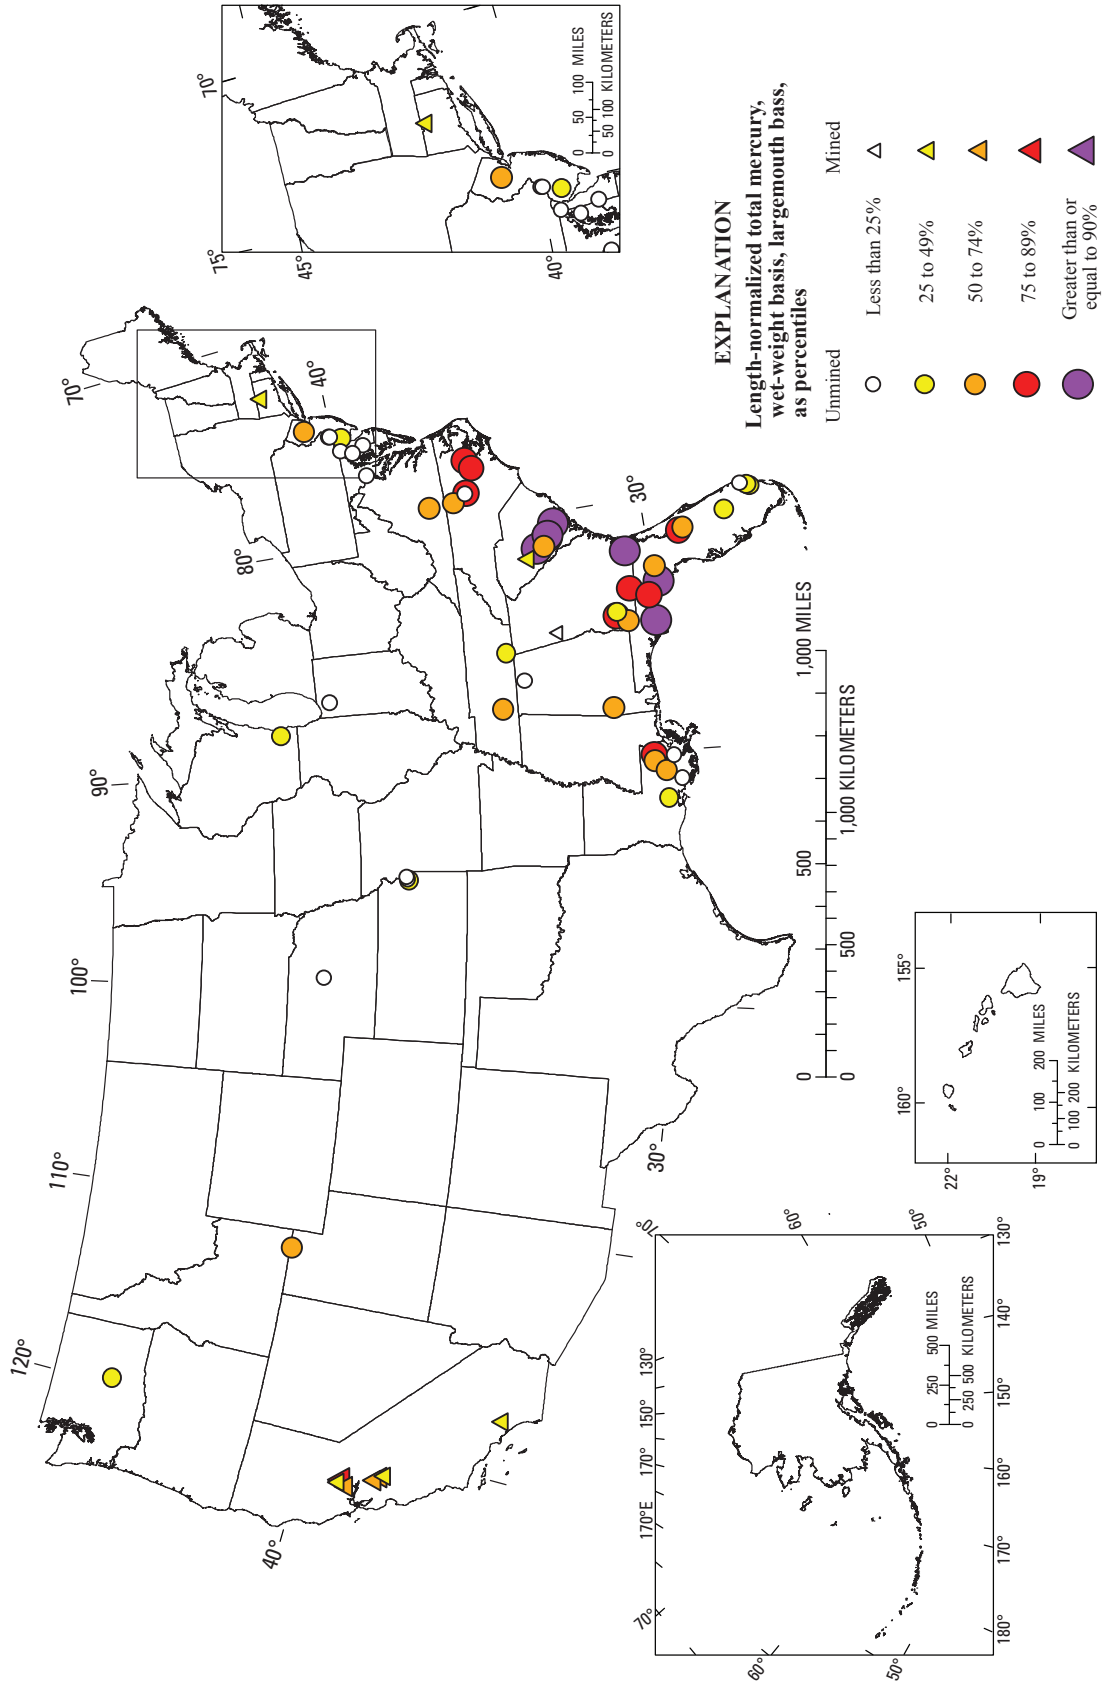 120°
110°
100°
90°
80°
70°
40°
40°
30°
30°
0 500 1,000 MILES
0 500 1,000 KILOMETERS
75°
70°
45°
40°
0 50 100 MILES
0 50 100 KILOMETERS
70°
60°
50°
170°E
170°
160°
150°
130°
70°
60°
50°
180°
170°
160°
150°
140°
130°
0 250 500 MILES
0 250 500 KILOMETERS
160°
155°
22°
19°
0 100 200 MILES
0 100 200 KILOMETERS
EXPLANATION
Length-normalized total mercury,
wet-weight basis, largemouth bass,
as percentiles
Unmined Mined
Less than 25%
25 to 49%
50 to 74%
75 to 89%
Greater than or
equal to 90%